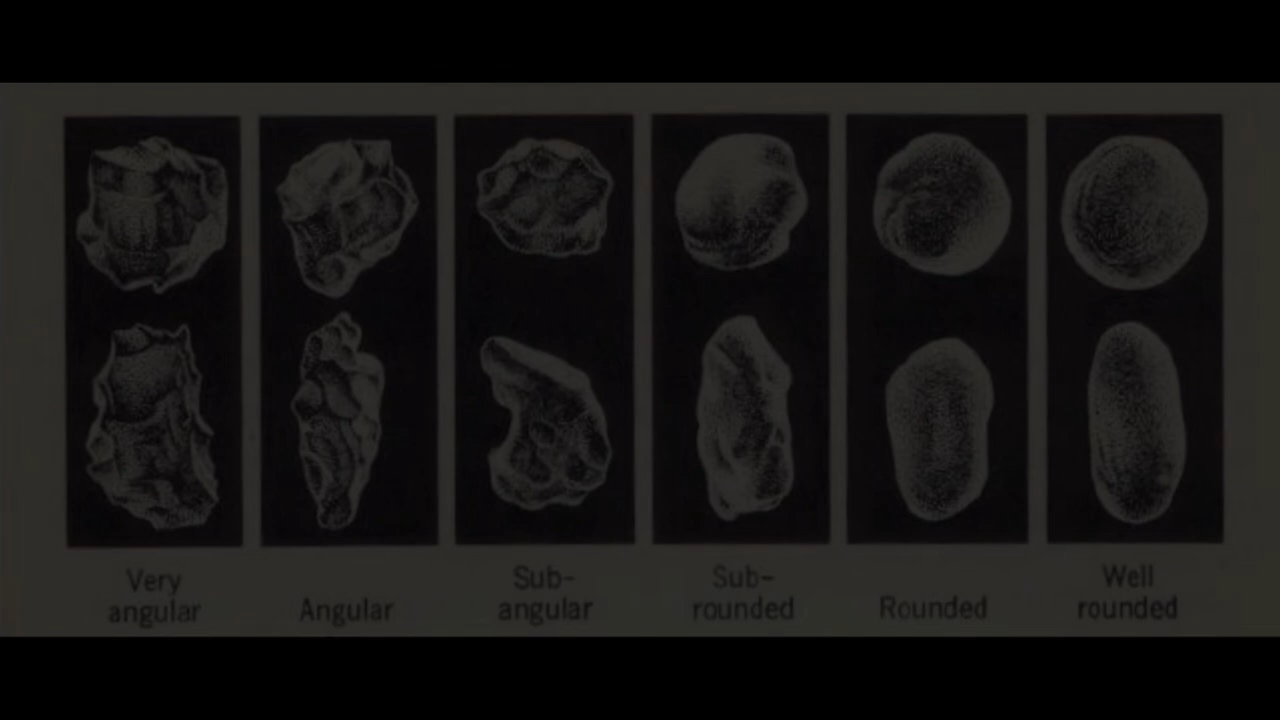 Very
angular
Angular
Sub-
angular
Sub-
rounded
Rounded
Well
rounded